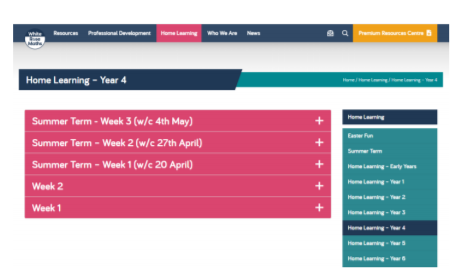 White
Rose
Maths
Resources Professional Development Home Learning Who We Are News Premium Resources Centre
Home Learning – Year 4
Home / Home Learning / Home Learning – Year 4
Summer Term - Week 3 (w/c 4th May) +
Summer Term – Week 2 (w/c 27th April) +
Summer Term – Week 1 (w/c 20 April) +
Week 2 +
Week 1 +
Home Learning
Easter Fun
Summer Term
Home Learning – Early Years
Home Learning – Year 1
Home Learning – Year 2
Home Learning – Year 3
Home Learning – Year 4
Home Learning – Year 5
Home Learning – Year 6